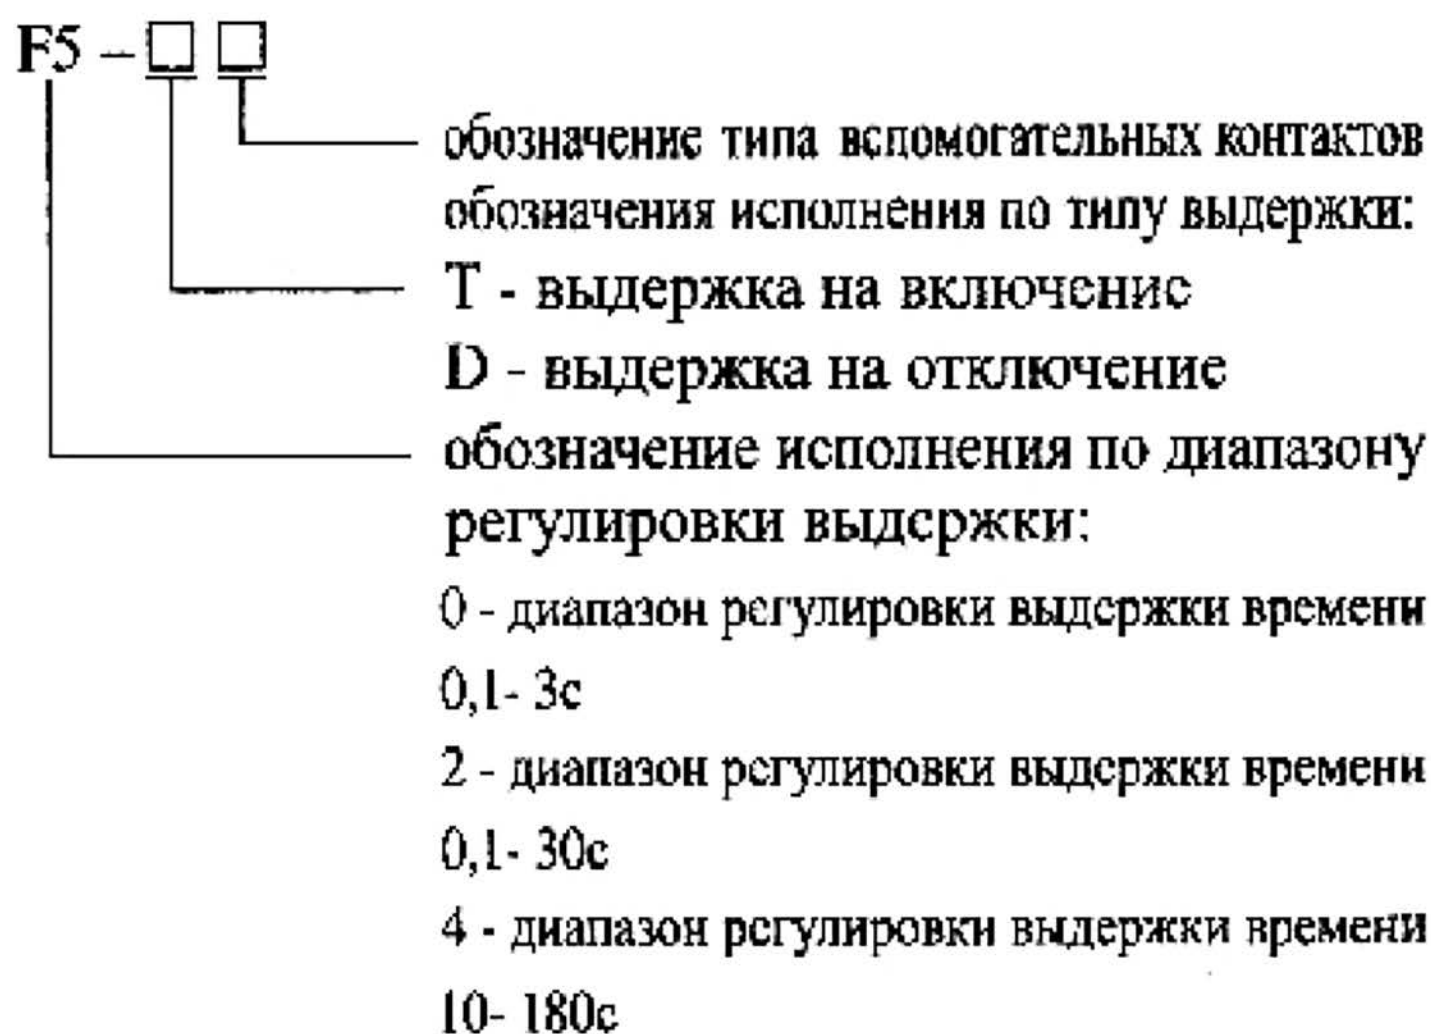 F5 – □ □
обозначение типа вспомогательных контактов
обозначения исполнения по типу выдержки:
T - выдержка на включение
D - выдержка на отключение
обозначение исполнения по диапазону
регулировки выдержки:
0 - диапазон регулировки выдержки времени
0,1- 3с
2 - диапазон регулировки выдержки времени
0,1- 30с
4 - диапазон регулировки выдержки времени
10- 180с